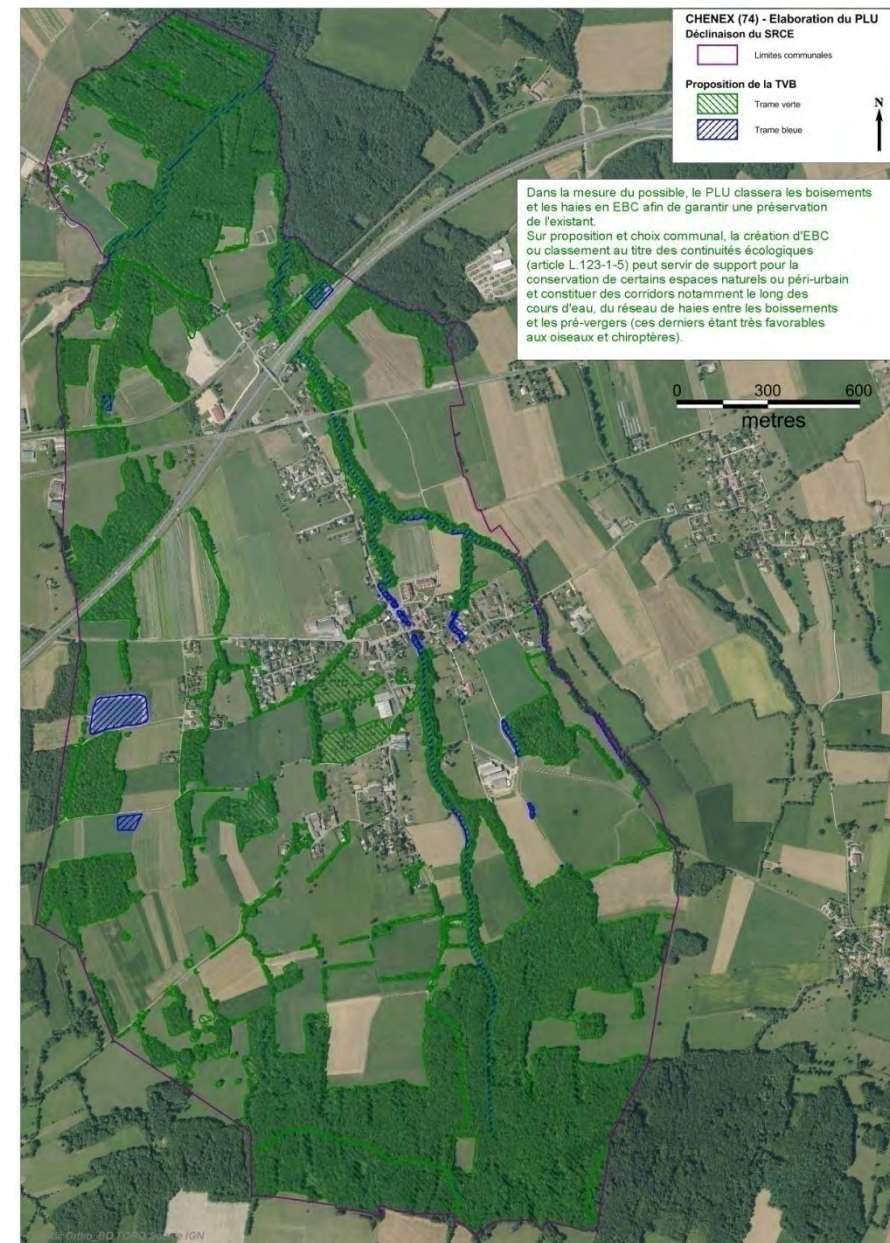 CHENEX (74) - Elaboration du PLU
Déclinaison du SRCE
Limites communales
Proposition de la TVB
Trame verte
Trame bleue
N
Dans la mesure du possible, le PLU classera les boisements
et les haies en EBC afin de garantir une préservation
de l'existant.
Sur proposition et choix communal, la création d'EBC
ou classement au titre des continuités écologiques
(article L.123-1-5) peut servir de support pour la
conservation de certains espaces naturels ou péri-urbain
et constituer des corridors notamment le long des
cours d'eau, du réseau de haies entre les boissements
et les pré-vergers (ces derniers étant très favorables
aux oiseaux et chiroptères).
0 300 600
metres
BD TOPO IGN